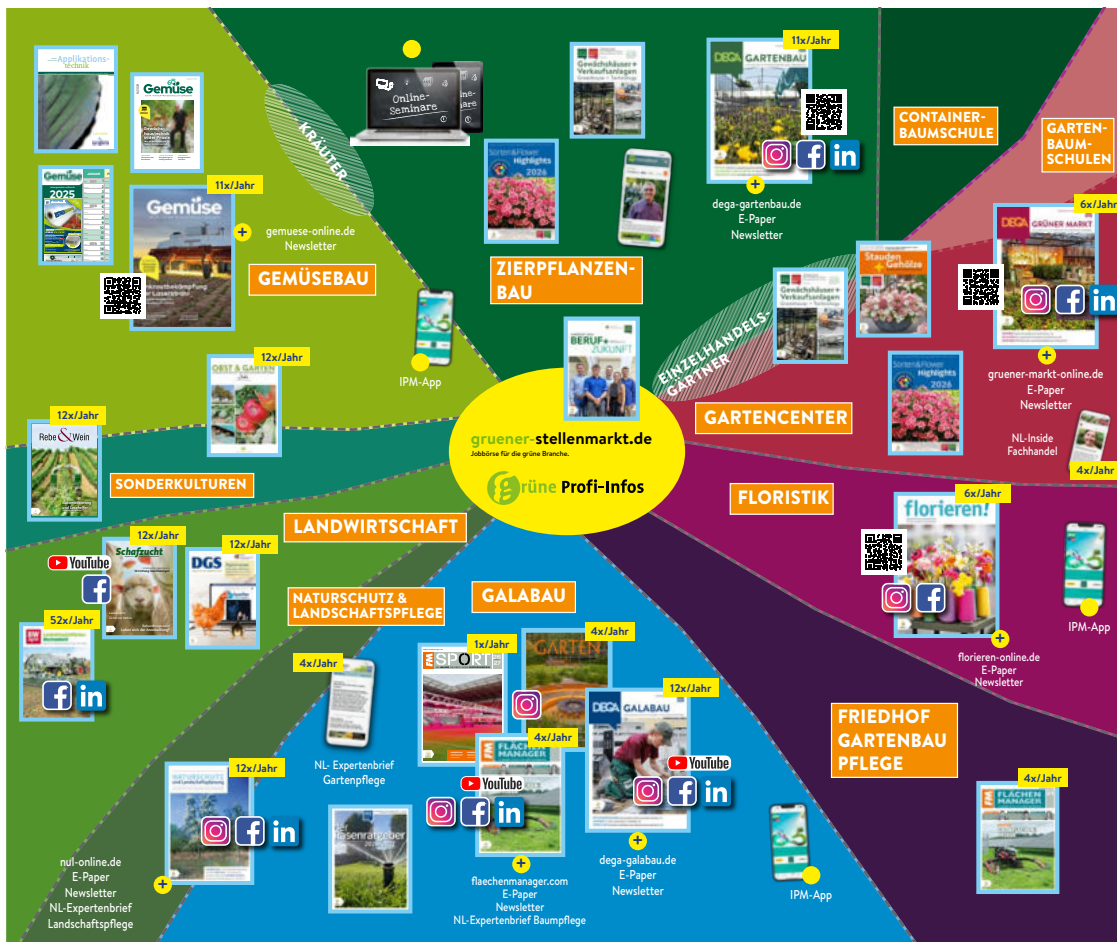 Applikations-
technik
Gemüse
Gemüse
2025
11x/Jahr
Gemüse
gemuese-online.de
Newsletter
GEMÜSEBAU
KRÄUTER
Online-
Seminare
IPM-App
Gewächshäuser+
Verkaufsanlagen
Sorten&Flower
Highlights
2026
ZIERPFLANZEN-
BAU
11x/Jahr
DEGA GARTENBAU
dega-gartenbau.de
E-Paper
Newsletter
CONTAINER-
BAUMSCHULE
GARTEN-
BAUM-
SCHULEN
6x/Jahr
DEGA GRÜNER MARKT
gruener-markt-online.de
E-Paper
Newsletter
NL-Inside
Fachhandel
4x/Jahr
Stauden
+ Gehölze
Gewächshäuser+
Verkaufsanlagen
EINZELHANDELS-
GÄRTNER
Sorten&Flower
Highlights
2026
GARTENCENTER
BERUF+
ZUKUNFT
gruener-stellenmarkt.de
Jobbörse für die grüne Branche.
grüne Profi-Infos
12x/Jahr
OBST & GARTEN
12x/Jahr
Rebe & Wein
SONDERKULTUREN
LANDWIRTSCHAFT
12x/Jahr
Schafzucht
YouTube
12x/Jahr
DGS
52x/Jahr
BW
NATURSCHUTZ &
LANDSCHAFTSPFLEGE
GALABAU
FLORISTIK
6x/Jahr
florieren!
florieren-online.de
E-Paper
Newsletter
IPM-App
4x/Jahr
NL- Expertenbrief
Gartenpflege
1x/Jahr
FM SPORT
4x/Jahr
GARTEN
4x/Jahr
FM FLÄCHEN
MANAGER
YouTube
flaechenmanager.com
E-Paper
Newsletter
NL-Expertenbrief Baumpflege
12x/Jahr
DEGA GALABAU
YouTube
dega-galabau.de
E-Paper
Newsletter
IPM-App
FRIEDHOF
GARTENBAU
PFLEGE
4x/Jahr
FM FLÄCHEN
MANAGER
12x/Jahr
NATURSCHUTZ
und Landschaftsplanung
nul-online.de
E-Paper
Newsletter
NL-Expertenbrief
Landschaftspflege
Rasenratgeber